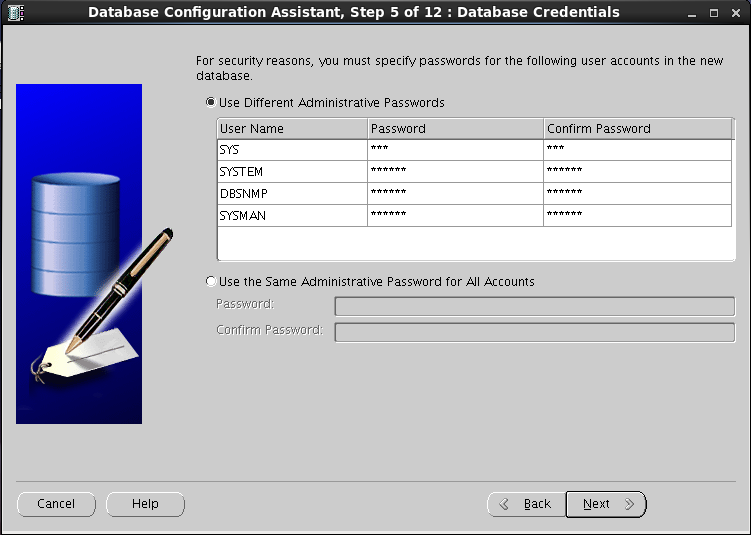 Database Configuration Assistant, Step 5 of 12 : Database Credentials
For security reasons, you must specify passwords for the following user accounts in the new
database.
Use Different Administrative Passwords
User Name Password Confirm Password
SYS *** ***
SYSTEM ****** ******
DBSNMP ****** ******
SYSMAN ****** ******
Use the Same Administrative Password for All Accounts
Password:
Confirm Password:
Cancel Help Back Next